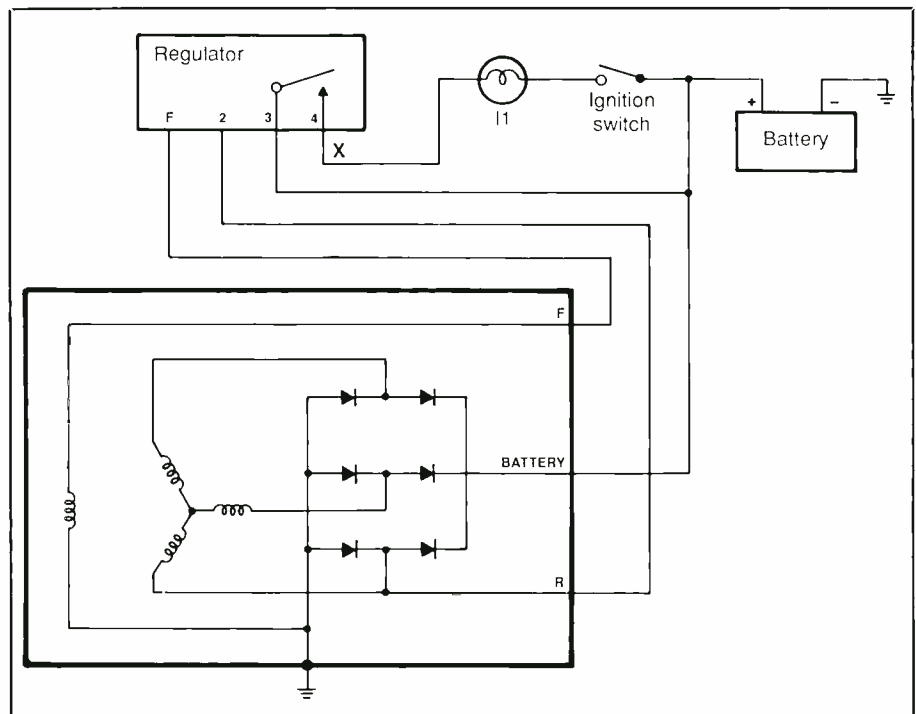 Regulator
F 2 3 4
X
I1
Ignition
switch
+ −
Battery
F
BATTERY
R